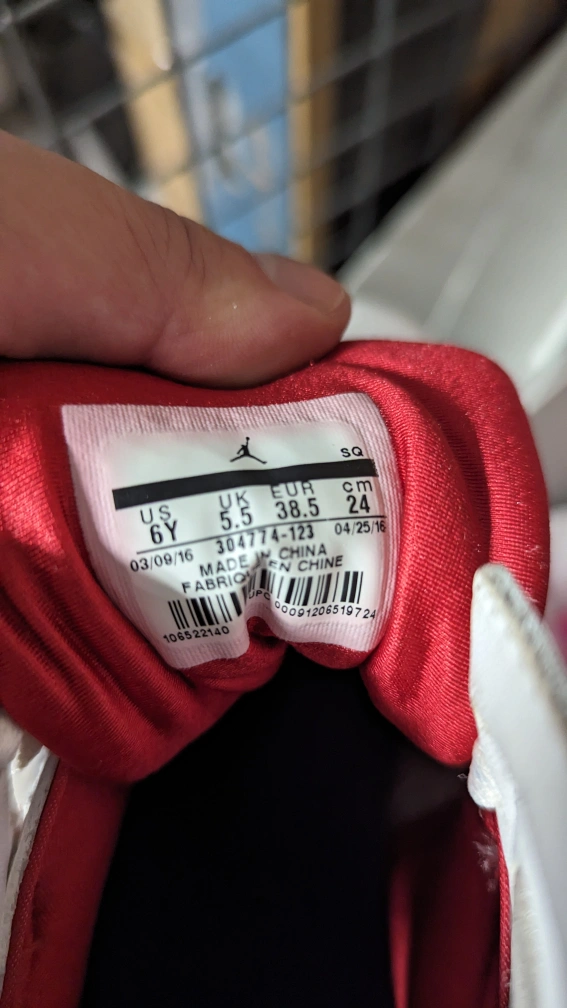 SQ
US UK EUR cm
6Y 5.5 38.5 24
03/09/16 304774-123 04/25/16
MADE IN CHINA
EN CHINE
UPC 00091206519724
106522140